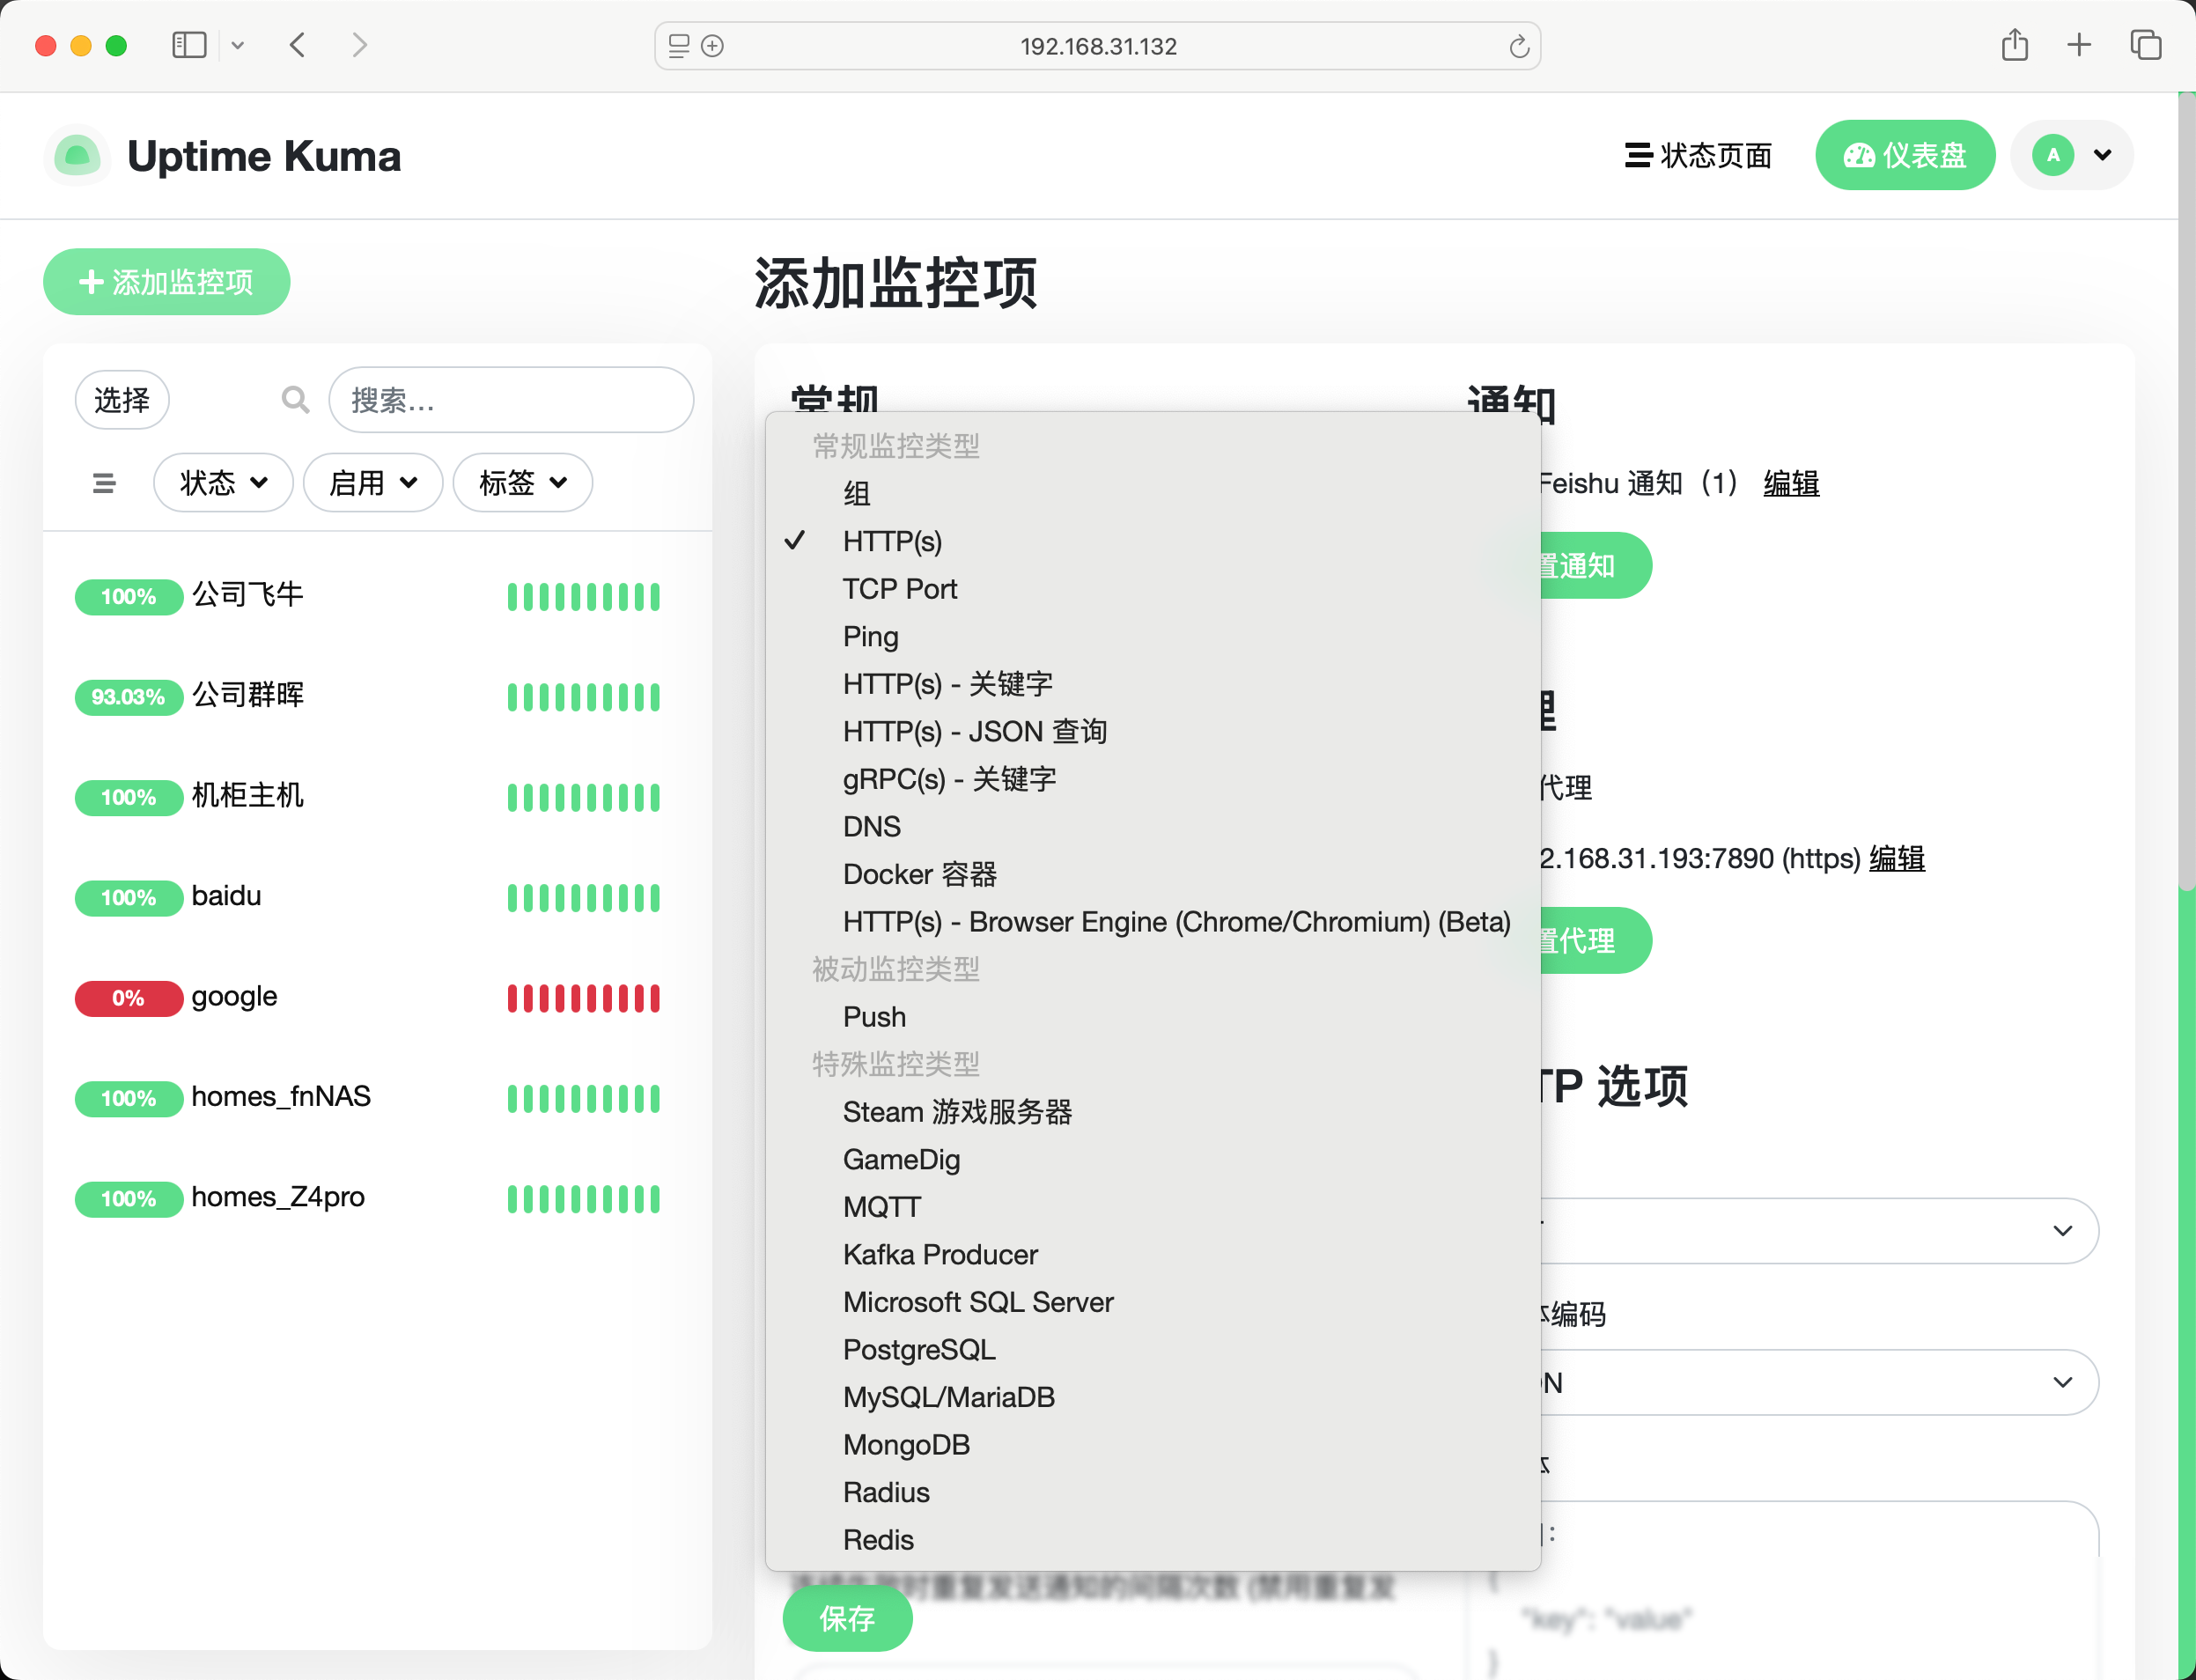 192.168.31.132
Uptime Kuma
状态页面
仪表盘
A
添加监控项
添加监控项
选择
搜索...
状态
启用
标签
100% 公司飞牛
93.03% 公司群晖
100% 机柜主机
100% baidu
0% google
100% homes_fnNAS
100% homes_Z4pro
常规
常规监控类型
组
HTTP(s)
TCP Port
Ping
HTTP(s) - 关键字
HTTP(s) - JSON 查询
gRPC(s) - 关键字
DNS
Docker 容器
HTTP(s) - Browser Engine (Chrome/Chromium) (Beta)
被动监控类型
Push
特殊监控类型
Steam 游戏服务器
GameDig
MQTT
Kafka Producer
Microsoft SQL Server
PostgreSQL
MySQL/MariaDB
MongoDB
Radius
Redis
保存
通知
Feishu 通知（1） 编辑
置通知
理
代理
2.168.31.193:7890 (https) 编辑
置代理
TP 选项
编码
N
"key": "value"
}